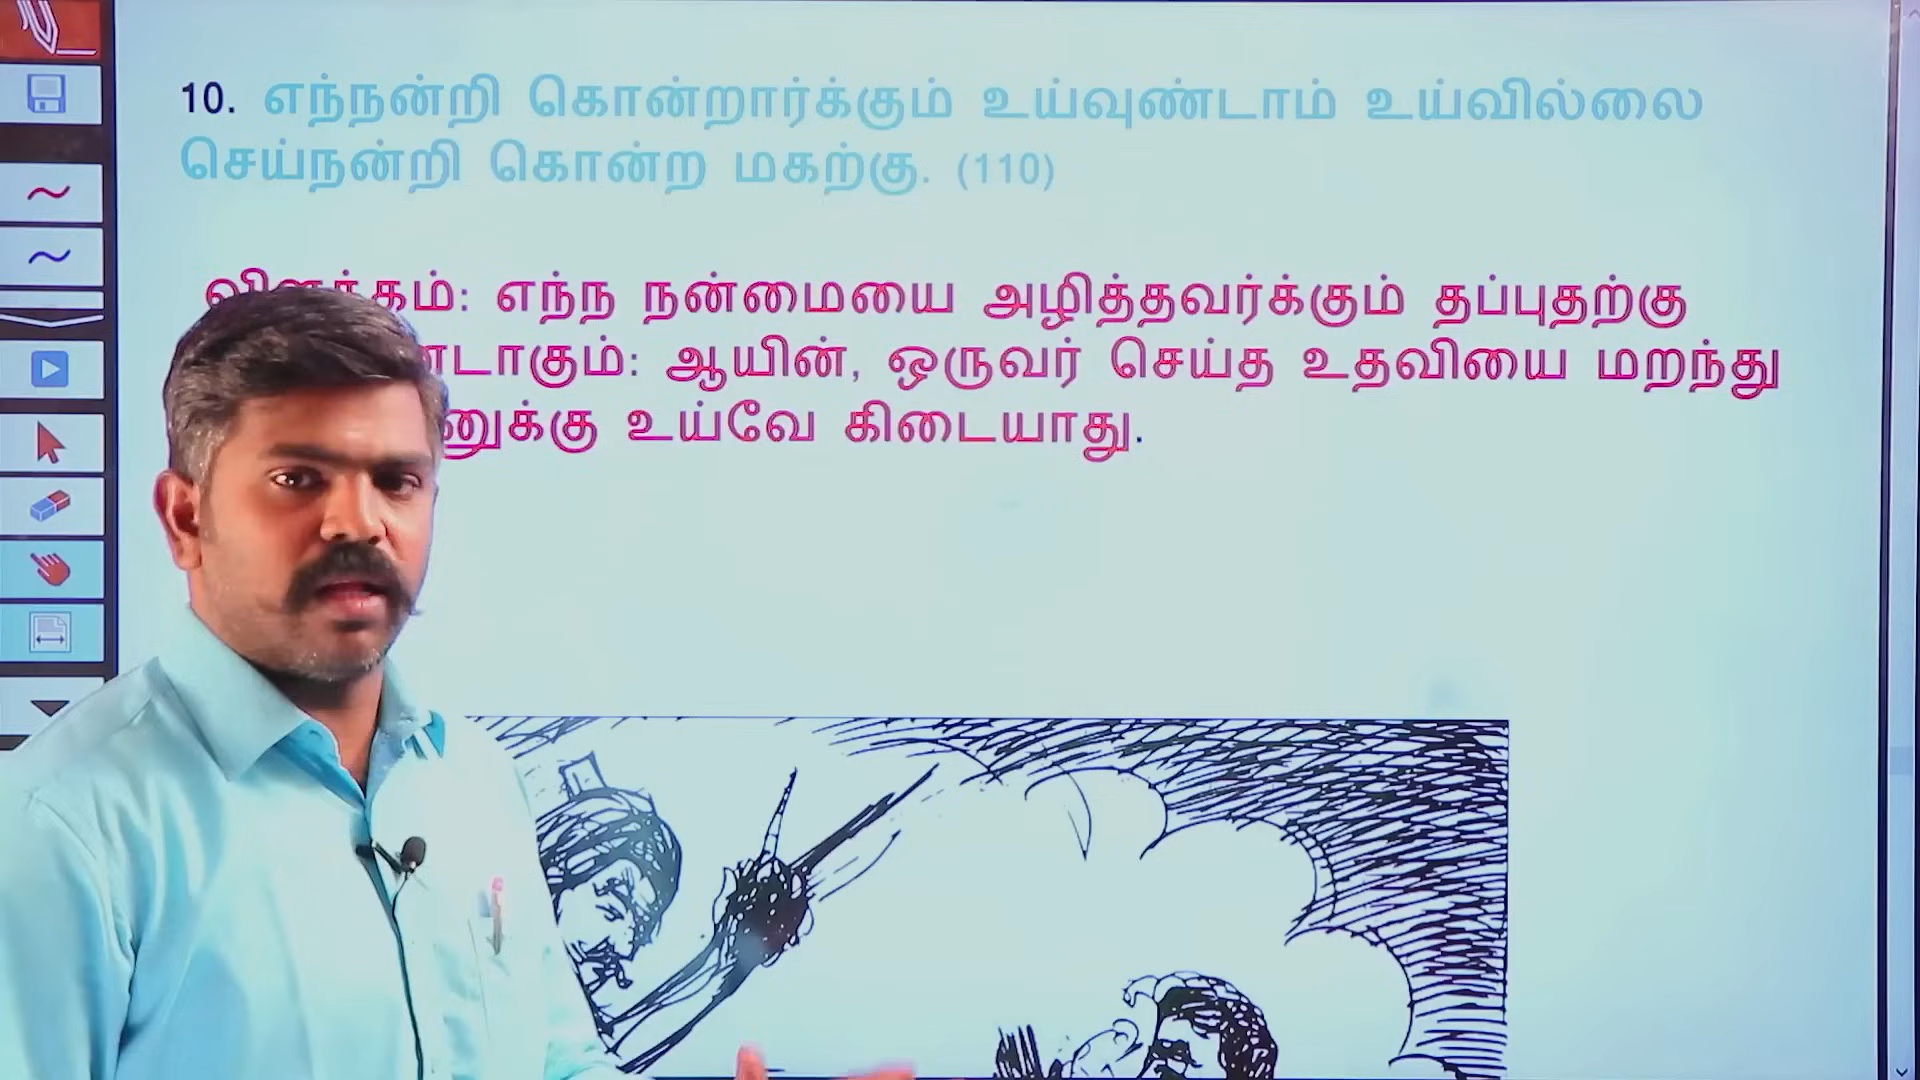 10. எந்நன்றி கொன்றார்க்கும் உய்வுண்டாம் உய்வில்லை
செய்நன்றி கொன்ற மகற்கு. (110)
எந்த நன்மையை அழித்தவர்க்கும் தப்புதற்கு
ஆயின், ஒருவர் செய்த உதவியை மறந்து
உய்வே கிடையாது.